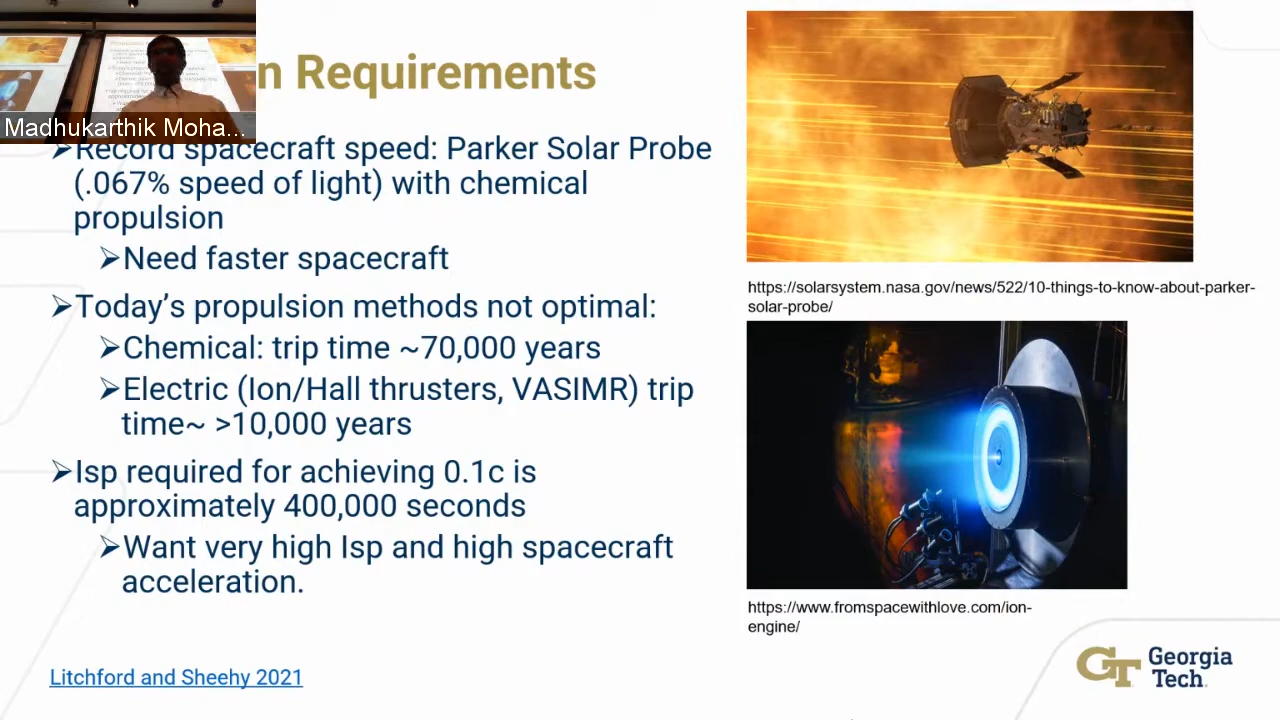 n Requirements
Madhukarthik Moha...
➢Record spacecraft speed: Parker Solar Probe
(.067% speed of light) with chemical
propulsion
➢Need faster spacecraft
➢Today’s propulsion methods not optimal:
➢Chemical: trip time ~70,000 years
➢Electric (Ion/Hall thrusters, VASIMR) trip
time~ >10,000 years
➢Isp required for achieving 0.1c is
approximately 400,000 seconds
➢Want very high Isp and high spacecraft
acceleration.
Litchford and Sheehy 2021
https://solarsystem.nasa.gov/news/522/10-things-to-know-about-parker-
solar-probe/
https://www.fromspacewithlove.com/ion-
engine/
GT Georgia
Tech